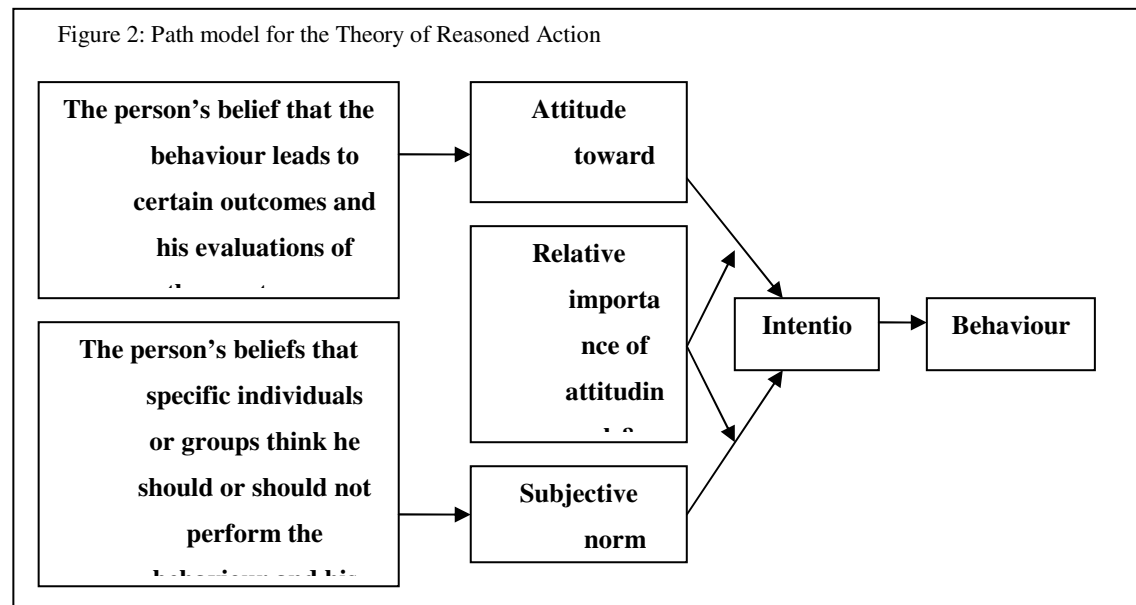 Figure 2: Path model for the Theory of Reasoned Action
The person's belief that the
behaviour leads to
certain outcomes and
his evaluations of
Attitude
toward
Relative
importa
nce of
attitudin
Intentio
Behaviour
The person's beliefs that
specific individuals
or groups think he
should or should not
perform the
Subjective
norm